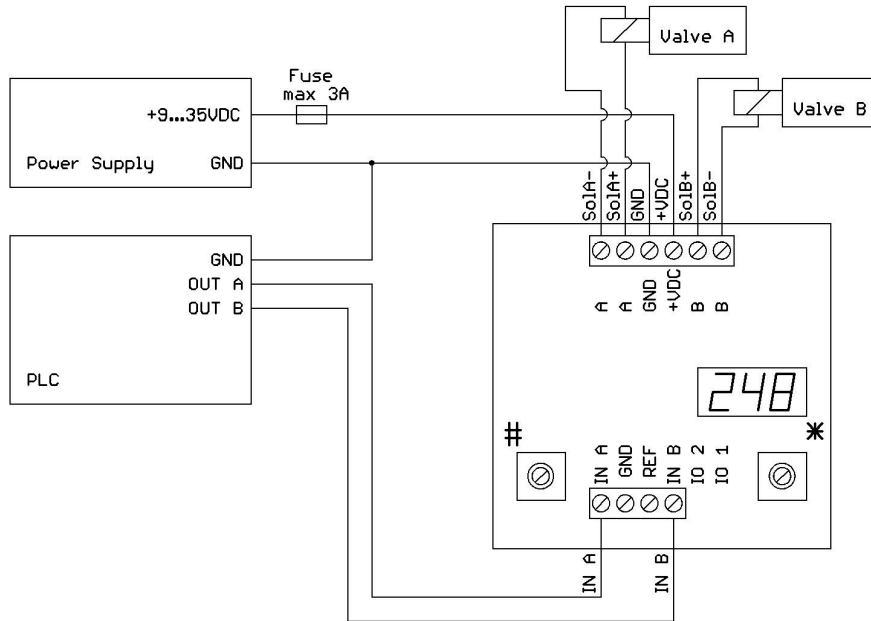 Valve A
Fuse
max 3A
+9...35VDC
Valve B
Power Supply
GND
SolA-
SolA+
GND
+VDC
SolB+
SolB-
GND
OUT A
OUT B
PLC
A
A
GND
+VDC
B
B
248
#
*
IN A
GND
REF
IN B
IO 2
IO 1
IN A
IN B